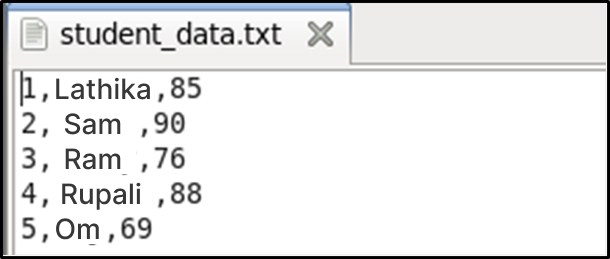 student_data.txt
1,Lathika,85
2, Sam ,90
3, Ram ,76
4, Rupali ,88
5,Om,69